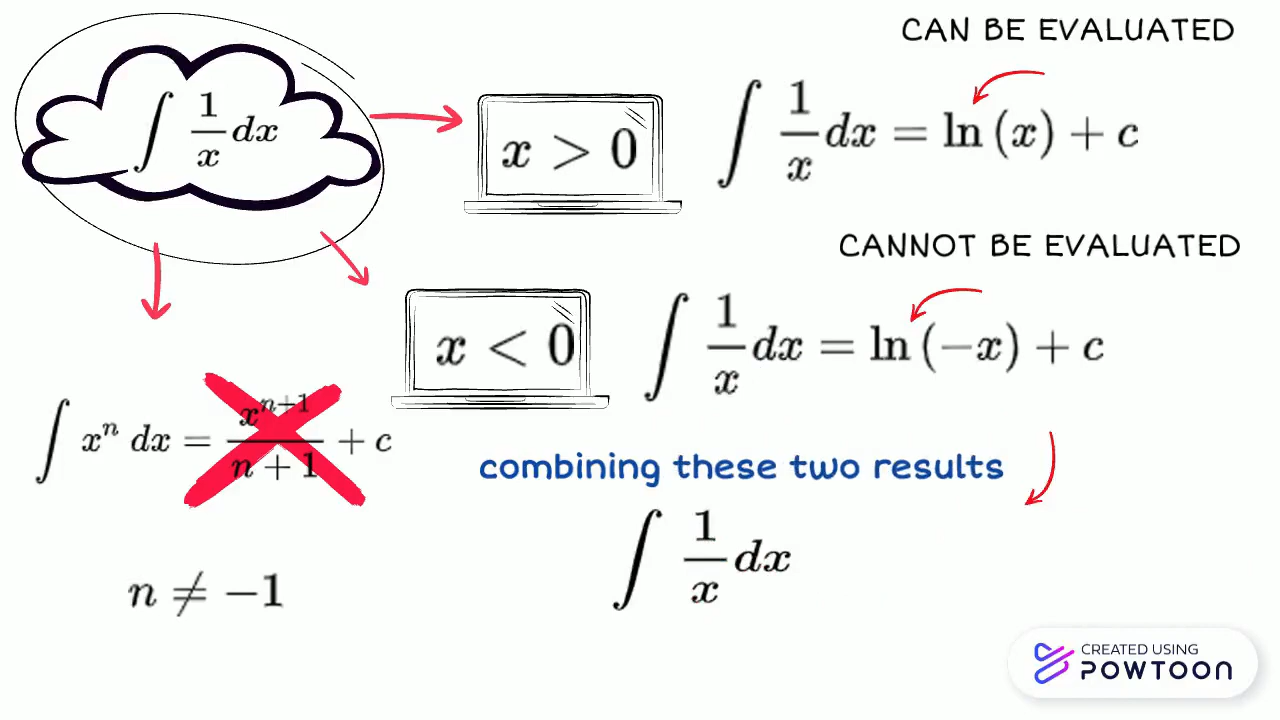 CAN BE EVALUATED
∫ 1/x dx
x > 0
∫ 1/x dx = ln (x) + c
CANNOT BE EVALUATED
x < 0
∫ 1/x dx = ln (−x) + c
∫ xⁿ dx = xⁿ⁺¹/n + 1 + c
combining these two results
∫ 1/x dx
n ≠ −1
CREATED USING
POWTOON